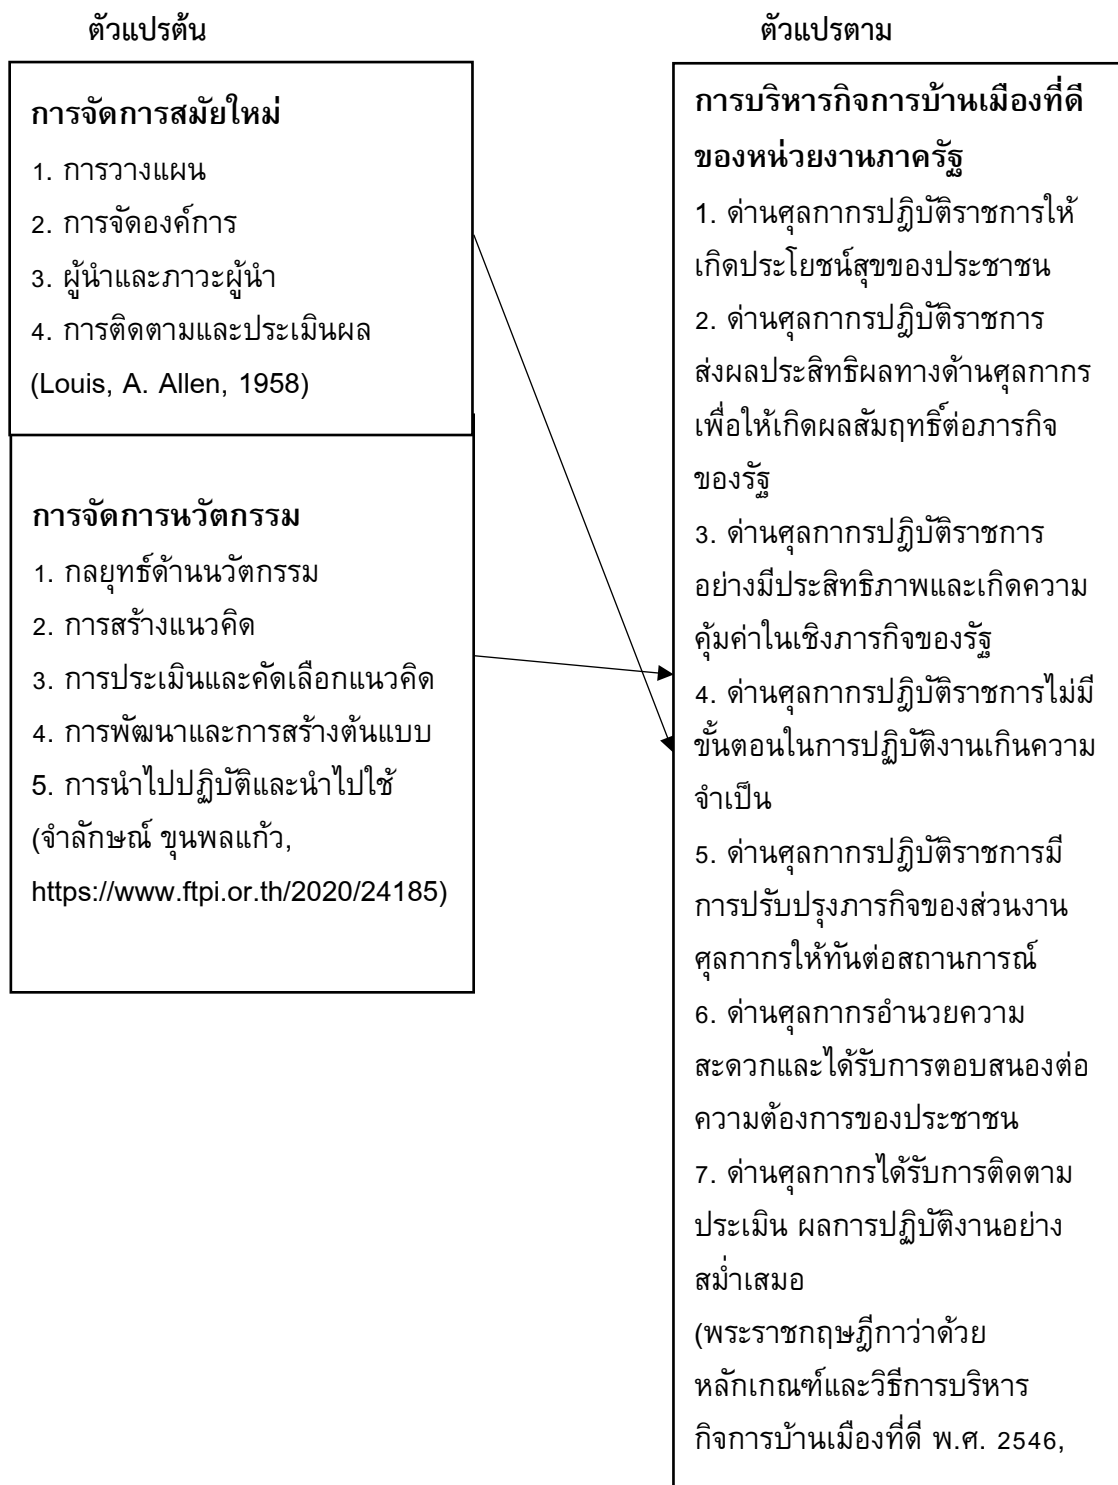 ตัวแปรต้น
ตัวแปรตาม
การจัดการสมัยใหม่
1. การวางแผน
2. การจัดองค์การ
3. ผู้นำและภาวะผู้นำ
4. การติดตามและประเมินผล
(Louis, A. Allen, 1958)
การจัดการนวัตกรรม
1. กลยุทธ์ด้านนวัตกรรม
2. การสร้างแนวคิด
3. การประเมินและคัดเลือกแนวคิด
4. การพัฒนาและการสร้างต้นแบบ
5. การนำไปปฏิบัติและนำไปใช้
(จำลักษณ์ ขุนพลแก้ว,
https://www.ftpi.or.th/2020/24185)
การบริหารกิจการบ้านเมืองที่ดี
ของหน่วยงานภาครัฐ
1. ด่านศุลกากรปฎิบัติราชการให้
เกิดประโยชน์สุขของประชาชน
2. ด่านศุลกากรปฎิบัติราชการ
ส่งผลประสิทธิผลทางด้านศุลกากร
เพื่อให้เกิดผลสัมฤทธิ์ต่อภารกิจ
ของรัฐ
3. ด่านศุลกากรปฎิบัติราชการ
อย่างมีประสิทธิภาพและเกิดความ
คุ้มค่าในเชิงภารกิจของรัฐ
4. ด่านศุลกากรปฎิบัติราชการไม่มี
ขั้นตอนในการปฏิบัติงานเกินความ
จำเป็น
5. ด่านศุลกากรปฎิบัติราชการมี
การปรับปรุงภารกิจของส่วนงาน
ศุลกากรให้ทันต่อสถานการณ์
6. ด่านศุลกากรอำนวยความ
สะดวกและได้รับการตอบสนองต่อ
ความต้องการของประชาชน
7. ด่านศุลกากรได้รับการติดตาม
ประเมิน ผลการปฏิบัติงานอย่าง
สม่ำเสมอ
(พระราชกฤษฎีกาว่าด้วย
หลักเกณฑ์และวิธีการบริหาร
กิจการบ้านเมืองที่ดี พ.ศ. 2546,